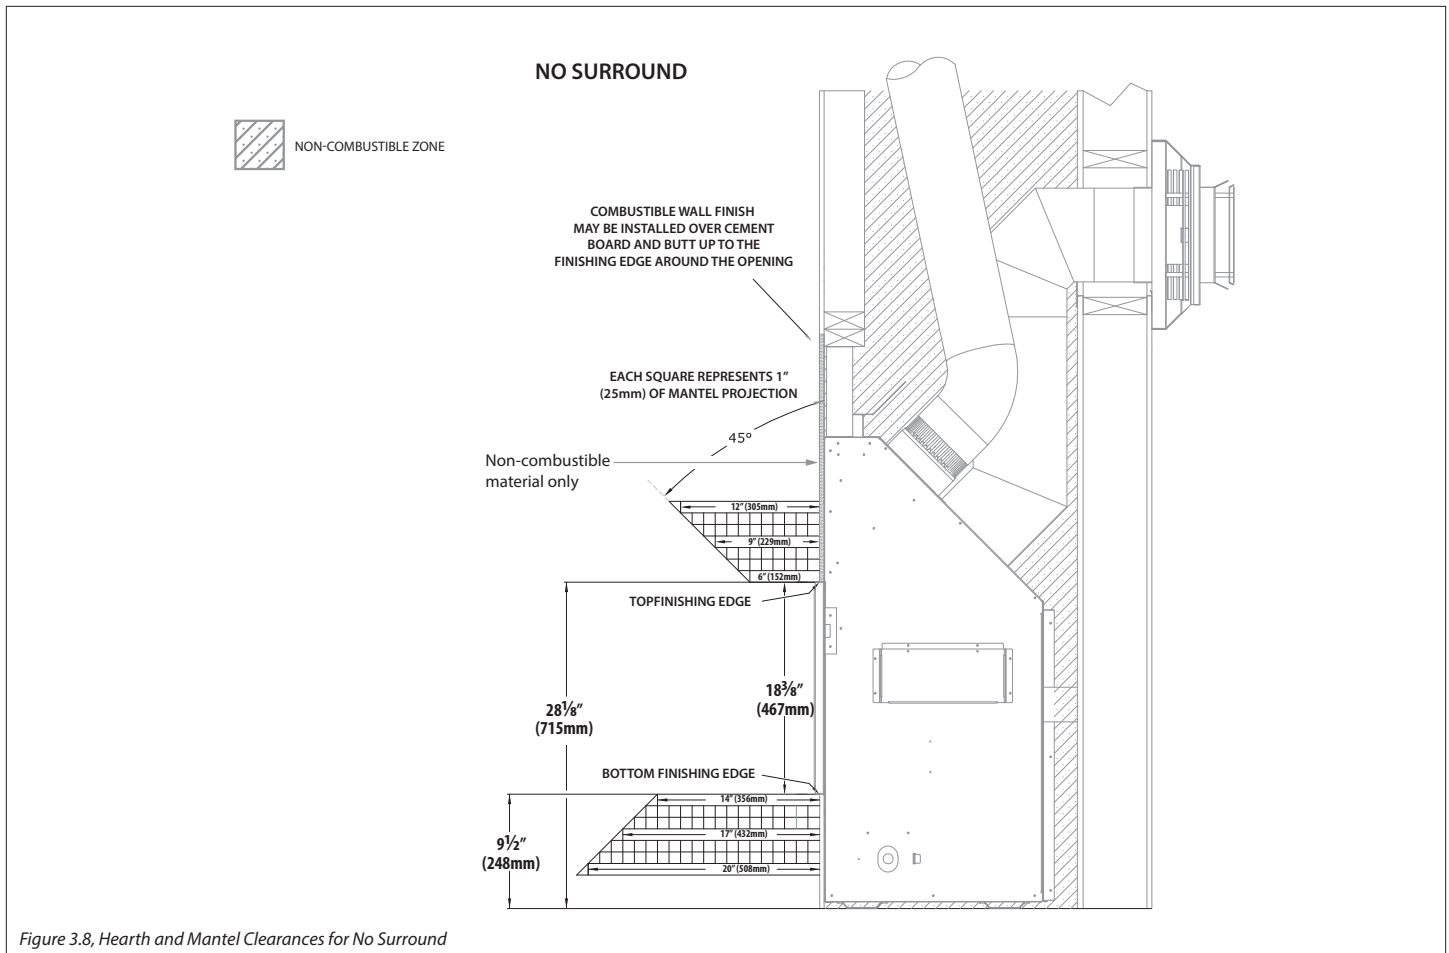 NO SURROUND
NON-COMBUSTIBLE ZONE
COMBUSTIBLE WALL FINISH
MAY BE INSTALLED OVER CEMENT
BOARD AND BUTT UP TO THE
FINISHING EDGE AROUND THE OPENING
EACH SQUARE REPRESENTS 1”
(25mm) OF MANTEL PROJECTION
45º
Non-combustible
material only
12” (305mm)
9” (229mm)
6” (152mm)
TOPFINISHING EDGE
18⅜”
(467mm)
28⅛”
(715mm)
BOTTOM FINISHING EDGE
14” (356mm)
17” (432mm)
20” (508mm)
9½”
(248mm)
Figure 3.8, Hearth and Mantel Clearances for No Surround